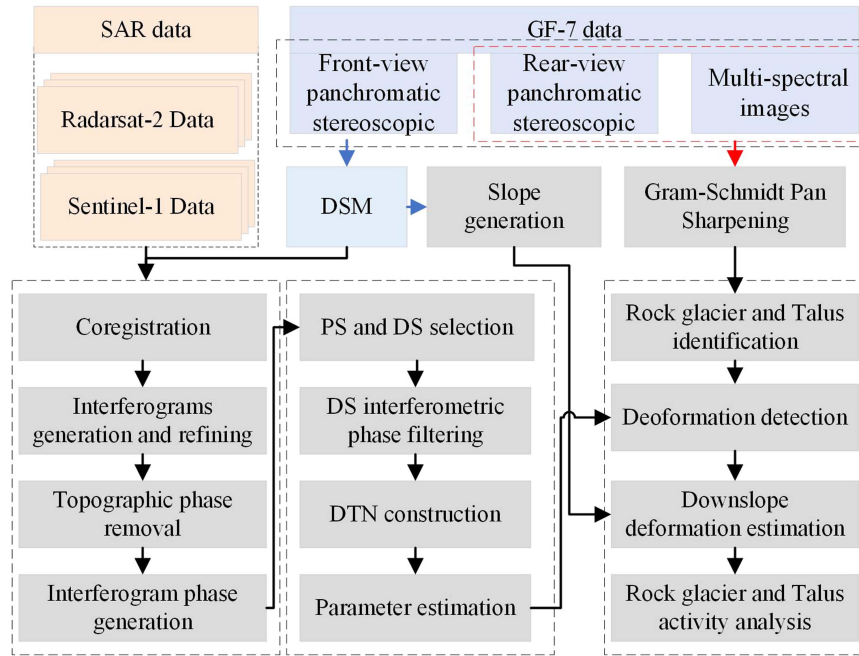 SAR data
GF-7 data
Radarsat-2 Data
Sentinel-1 Data
Front-view
panchromatic
stereoscopic
Rear-view
panchromatic
stereoscopic
Multi-spectral
images
DSM
Slope
generation
Gram-Schmidt Pan
Sharpening
Coregistration
Interferograms
generation and refining
Topographic phase
removal
Interferogram phase
generation
PS and DS selection
DS interferometric
phase filtering
DTN construction
Parameter estimation
Rock glacier and Talus
identification
Deoformation detection
Downslope
deformation estimation
Rock glacier and Talus
activity analysis